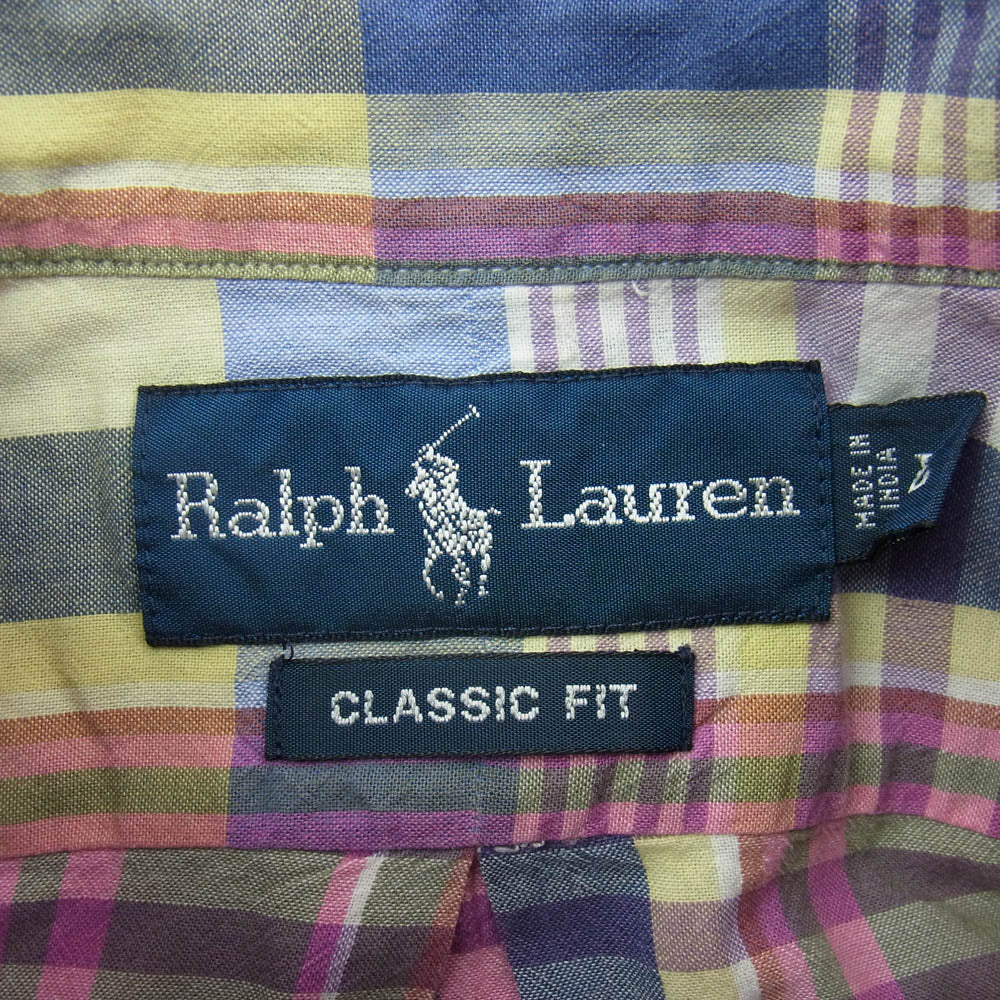 Ralph Lauren
MADE IN
INDIA
CLASSIC FIT